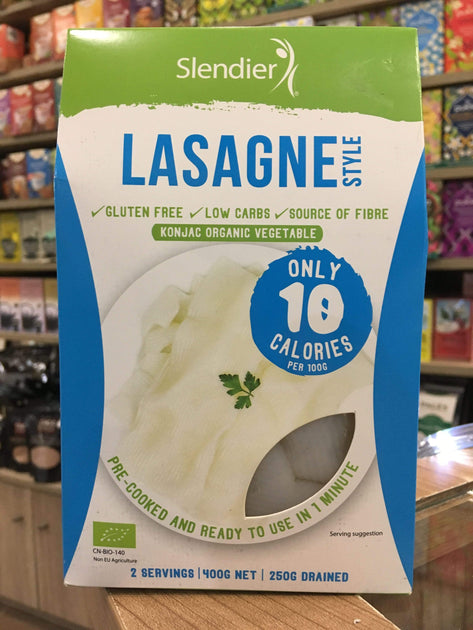 Slendier
LASAGNE STYLE
✓GLUTEN FREE ✓LOW CARBS ✓SOURCE OF FIBRE
KONJAC ORGANIC VEGETABLE
ONLY
10
CALORIES
PER 100G
PRE-COOKED AND READY TO USE IN 1 MINUTE
Serving suggestion
CN-BIO-140
Non EU Agriculture
2 SERVINGS | 400G NET | 250G DRAINED